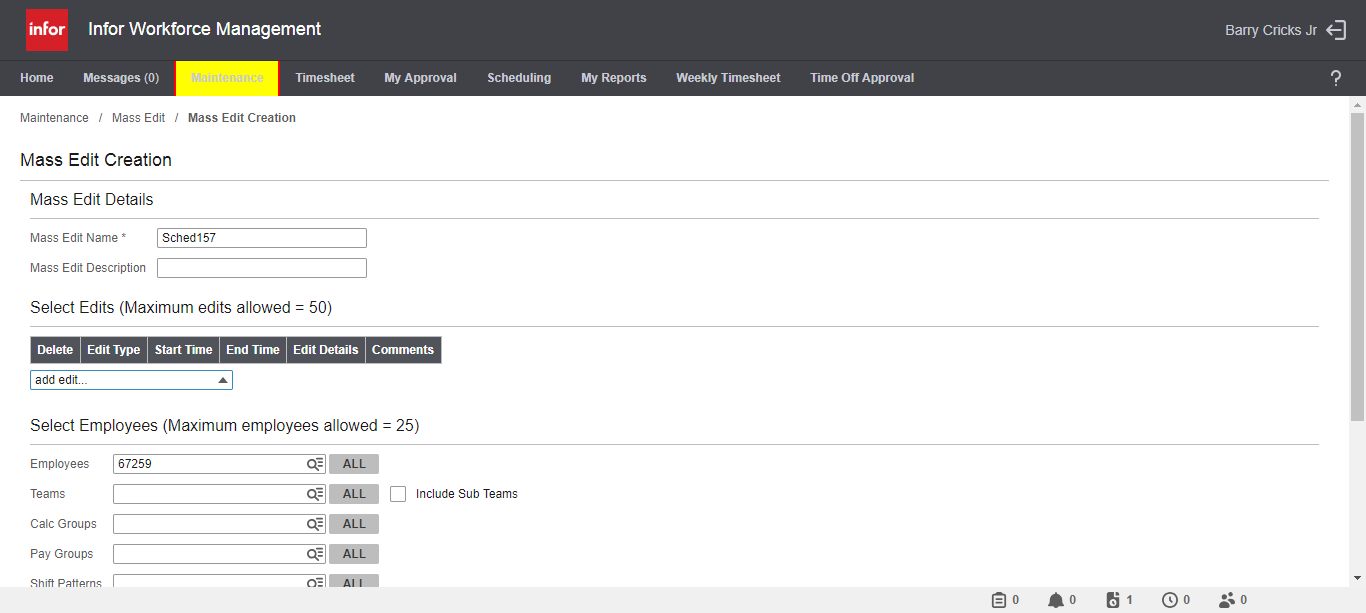 infor Infor Workforce Management Barry Cricks Jr
Home Messages (0) Maintenance Timesheet My Approval Scheduling My Reports Weekly Timesheet Time Off Approval ?
Maintenance / Mass Edit / Mass Edit Creation
Mass Edit Creation
Mass Edit Details
Mass Edit Name * Sched157
Mass Edit Description
Select Edits (Maximum edits allowed = 50)
Delete Edit Type Start Time End Time Edit Details Comments
add edit...
Select Employees (Maximum employees allowed = 25)
Employees 67259 ALL
Teams ALL Include Sub Teams
Calc Groups ALL
Pay Groups ALL
Shift Patterns ALL
0 0 1 0 0